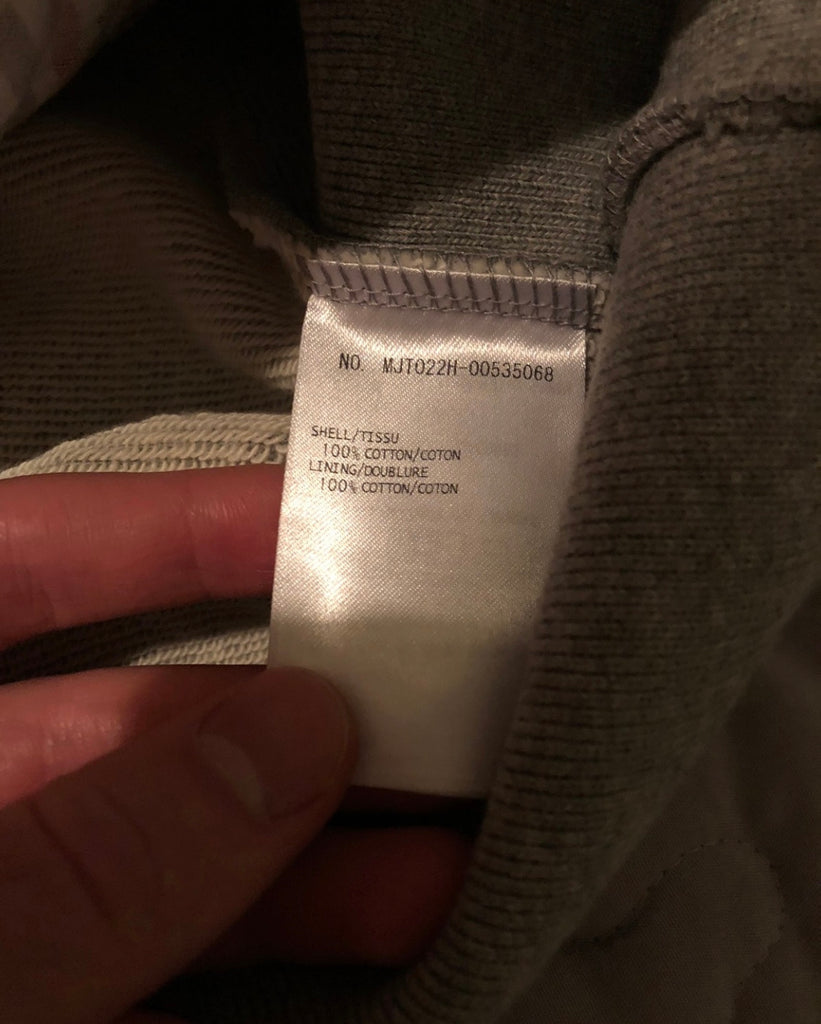 NO. MJT022H-00535068
SHELL/TISSU
100% COTTON/COTON
LINING/DOUBLURE
100% COTTON/COTON